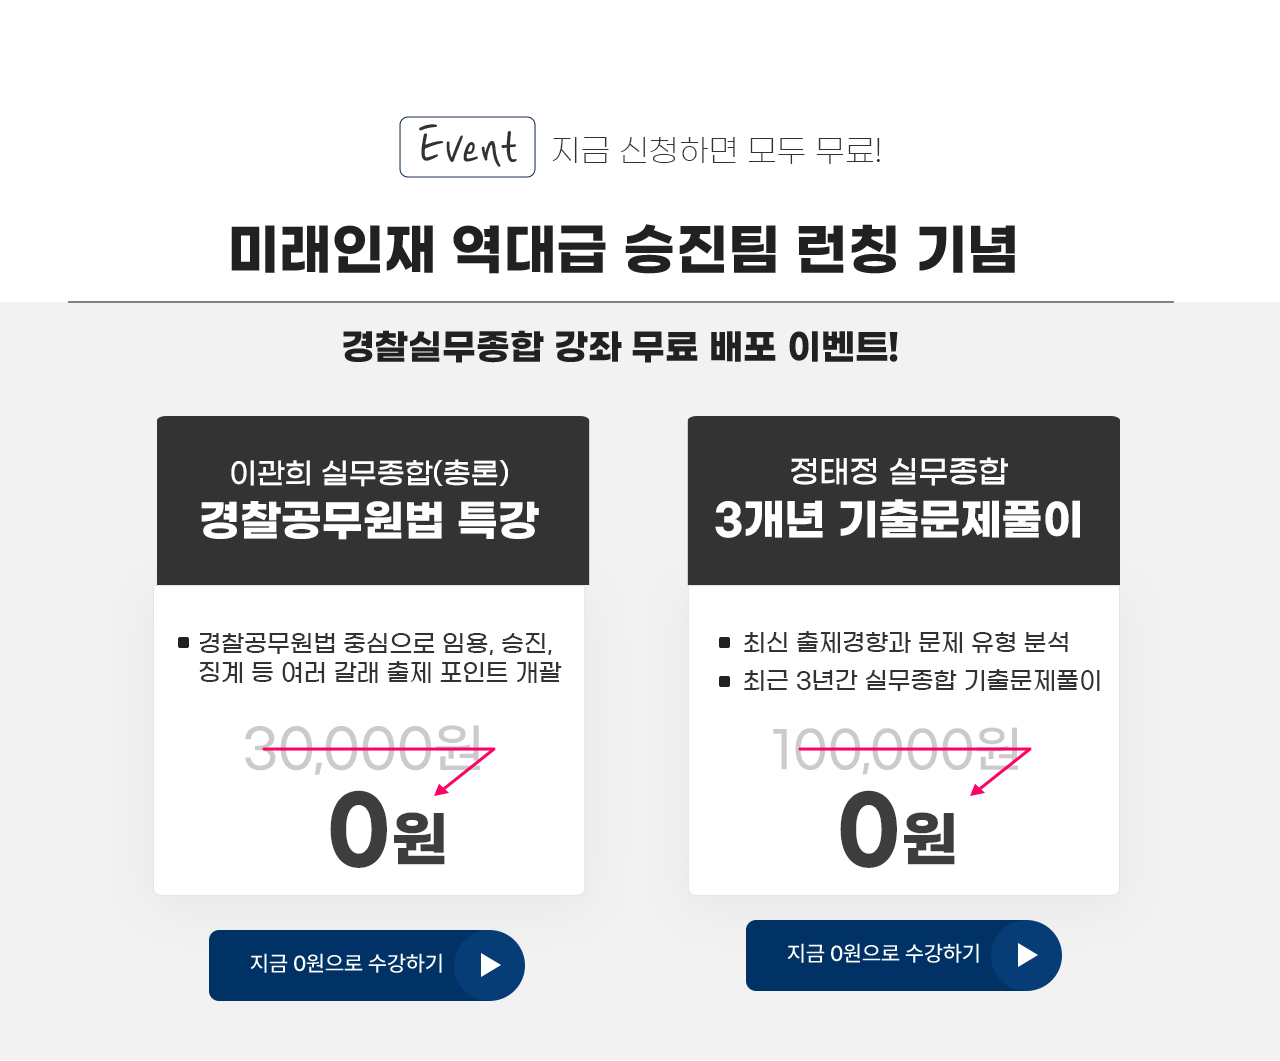 Event 지금 신청하면 모두 무료!
미래인재 역대급 승진팀 런칭 기념
경찰실무종합 강좌 무료 배포 이벤트!
이관희 실무종합(총론)
경찰공무원법 특강
경찰공무원법 중심으로 임용, 승진,
징계 등 여러 갈래 출제 포인트 개괄
30,000원
0원
지금 0원으로 수강하기
정태정 실무종합
3개년 기출문제풀이
최신 출제경향과 문제 유형 분석
최근 3년간 실무종합 기출문제풀이
100,000원
0원
지금 0원으로 수강하기